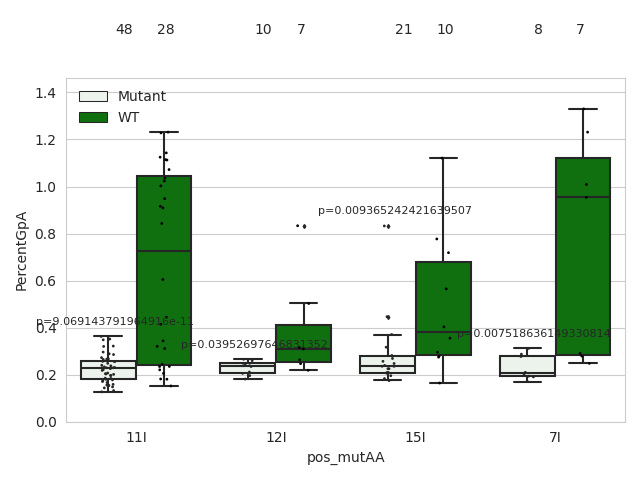 48 28 10 7 21 10 8 7
Mutant
WT
1.4
1.2
1.0
0.8
0.6
0.4
0.2
0.0
PercentGpA
p=9.069143791964916e-11
p=0.03952697646831352
p=0.009365242421639507
p=0.007518636149330814
11I 12I 15I 7I
pos_mutAA